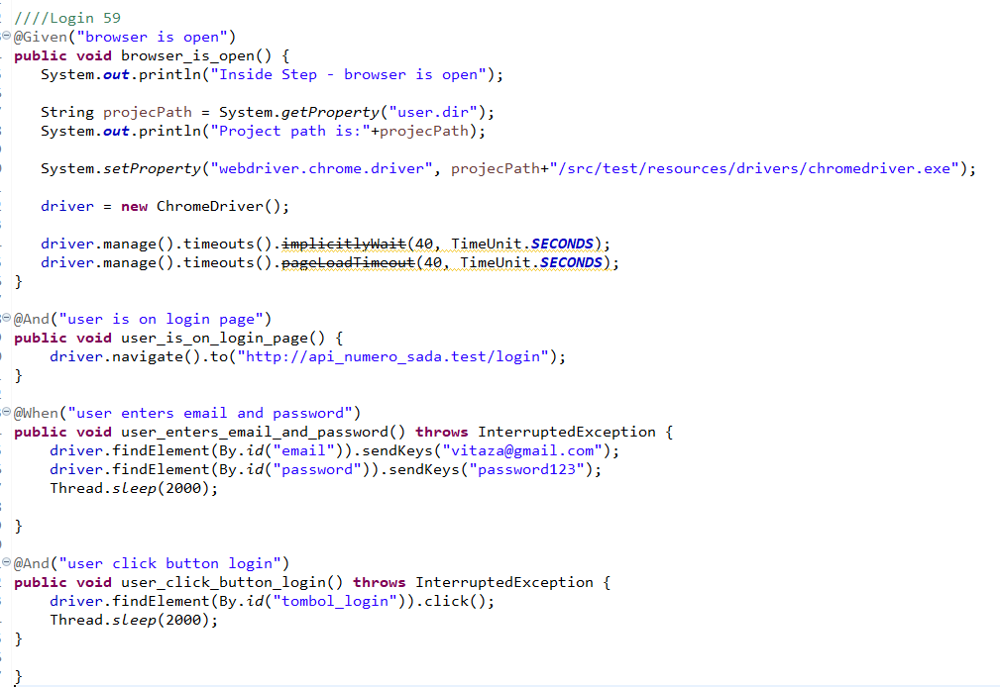 ////Login 59
@Given("browser is open")
public void browser_is_open() {
System.out.println("Inside Step - browser is open");
String projecPath = System.getProperty("user.dir");
System.out.println("Project path is:"+projecPath);
System.setProperty("webdriver.chrome.driver", projecPath+"/src/test/resources/drivers/chromedriver.exe");
driver = new ChromeDriver();
driver.manage().timeouts().implicitlyWait(40, TimeUnit.SECONDS);
driver.manage().timeouts().pageLoadTimeout(40, TimeUnit.SECONDS);
}
@And("user is on login page")
public void user_is_on_login_page() {
driver.navigate().to("http://api_numero_sada.test/login");
}
@When("user enters email and password")
public void user_enters_email_and_password() throws InterruptedException {
driver.findElement(By.id("email")).sendKeys("vitaza@gmail.com");
driver.findElement(By.id("password")).sendKeys("password123");
Thread.sleep(2000);
}
@And("user click button login")
public void user_click_button_login() throws InterruptedException {
driver.findElement(By.id("tombol_login")).click();
Thread.sleep(2000);
}
}